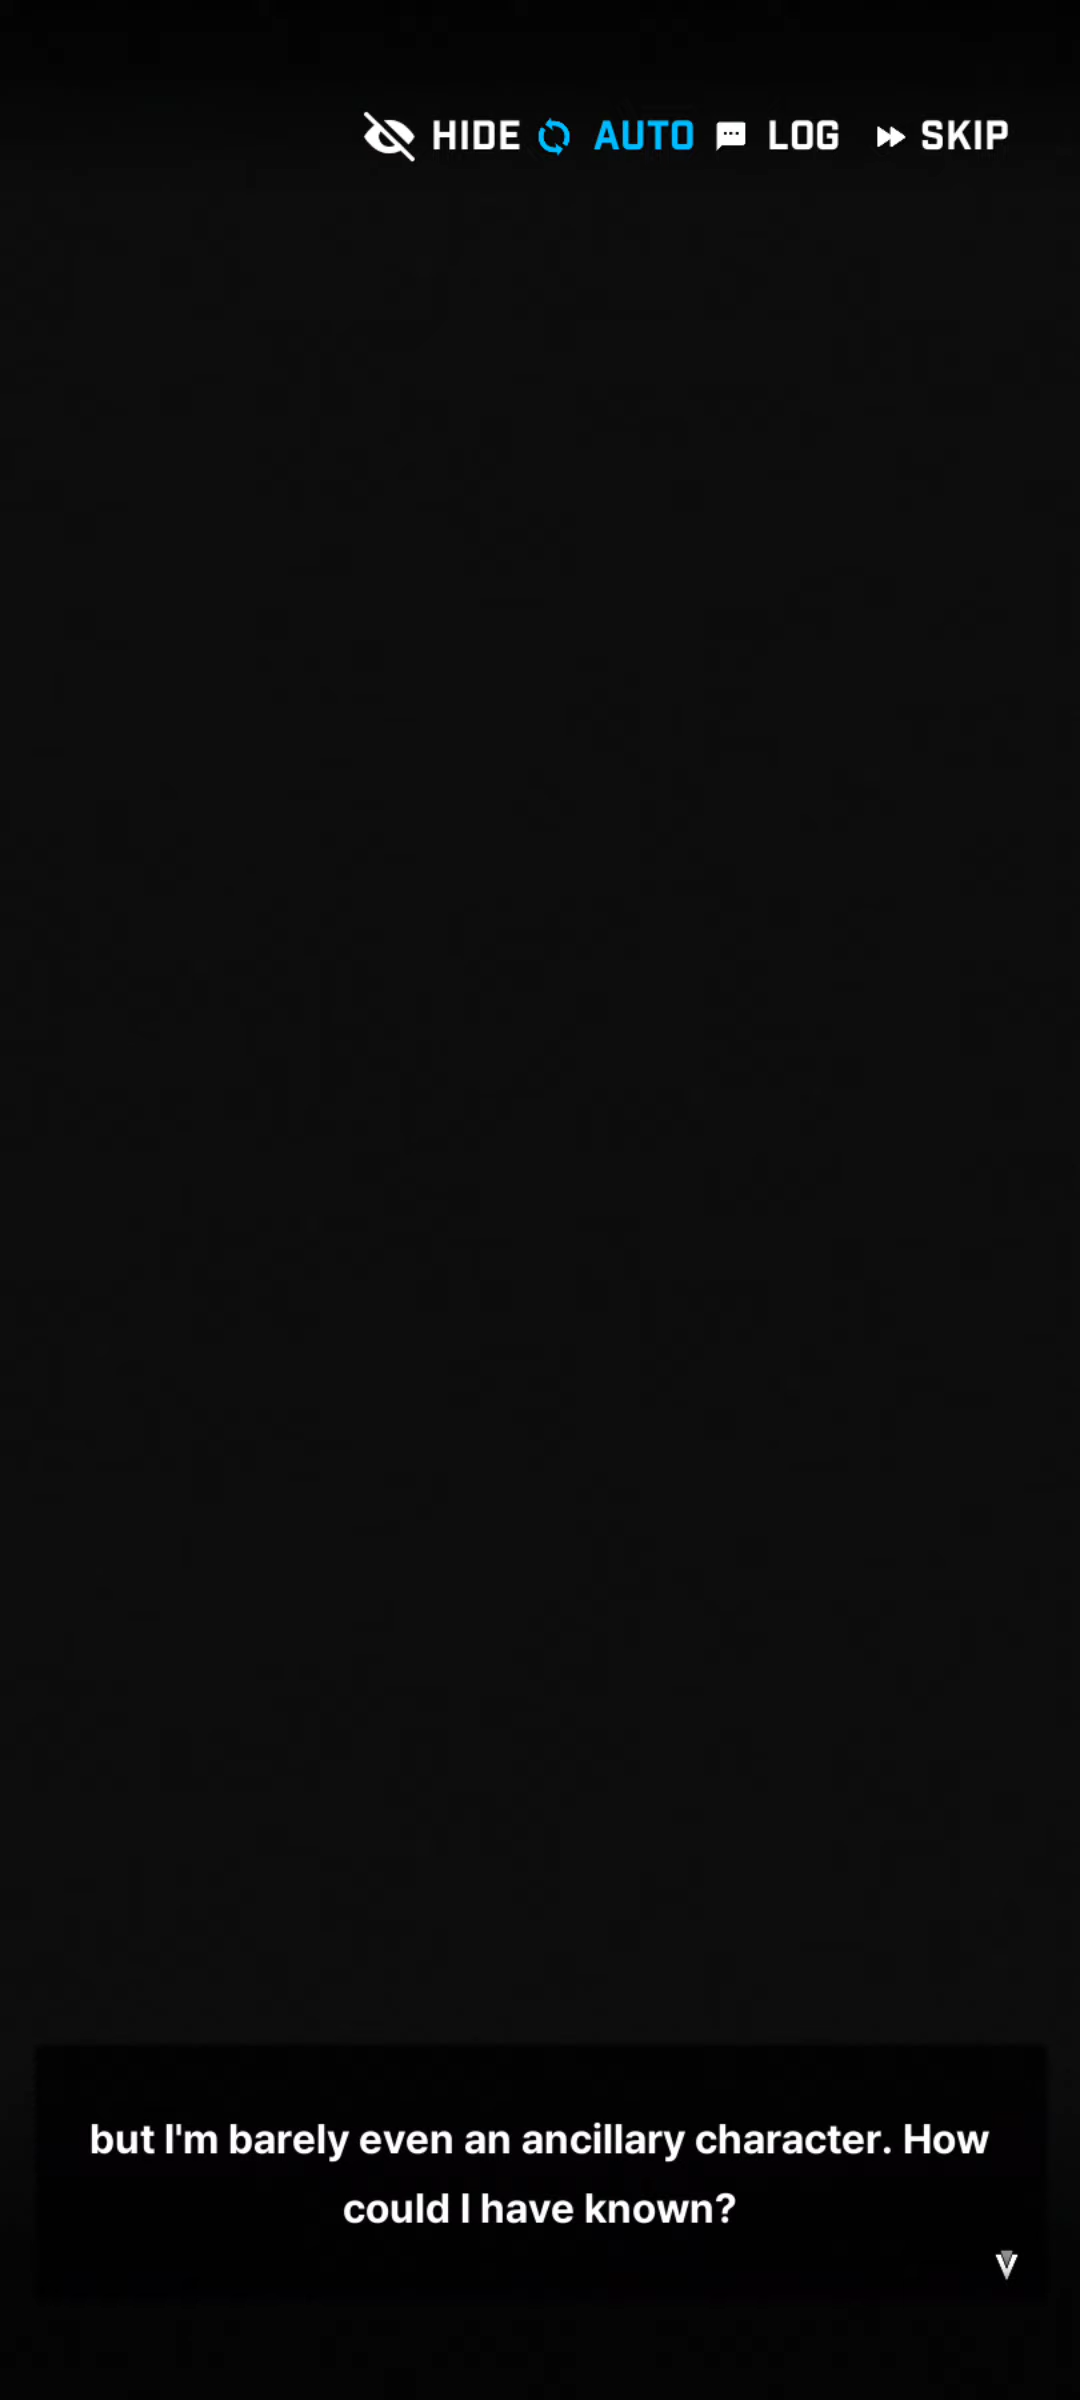 HIDE AUTO LOG SKIP
but I'm barely even an ancillary character. How
could I have known?